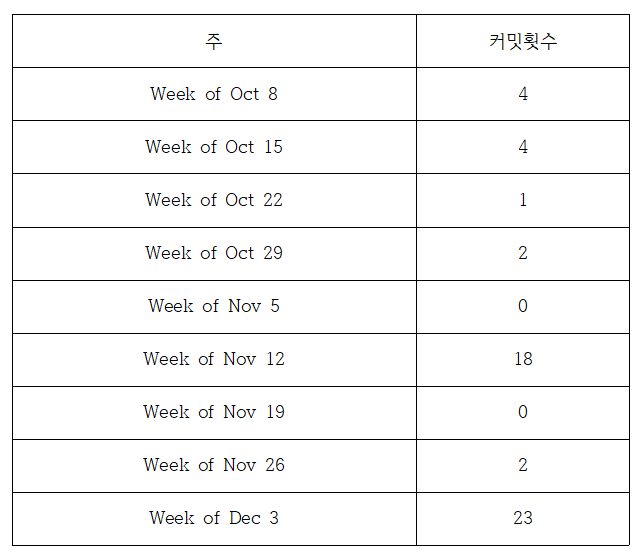 주 커밋횟수
Week of Oct 8 4
Week of Oct 15 4
Week of Oct 22 1
Week of Oct 29 2
Week of Nov 5 0
Week of Nov 12 18
Week of Nov 19 0
Week of Nov 26 2
Week of Dec 3 23